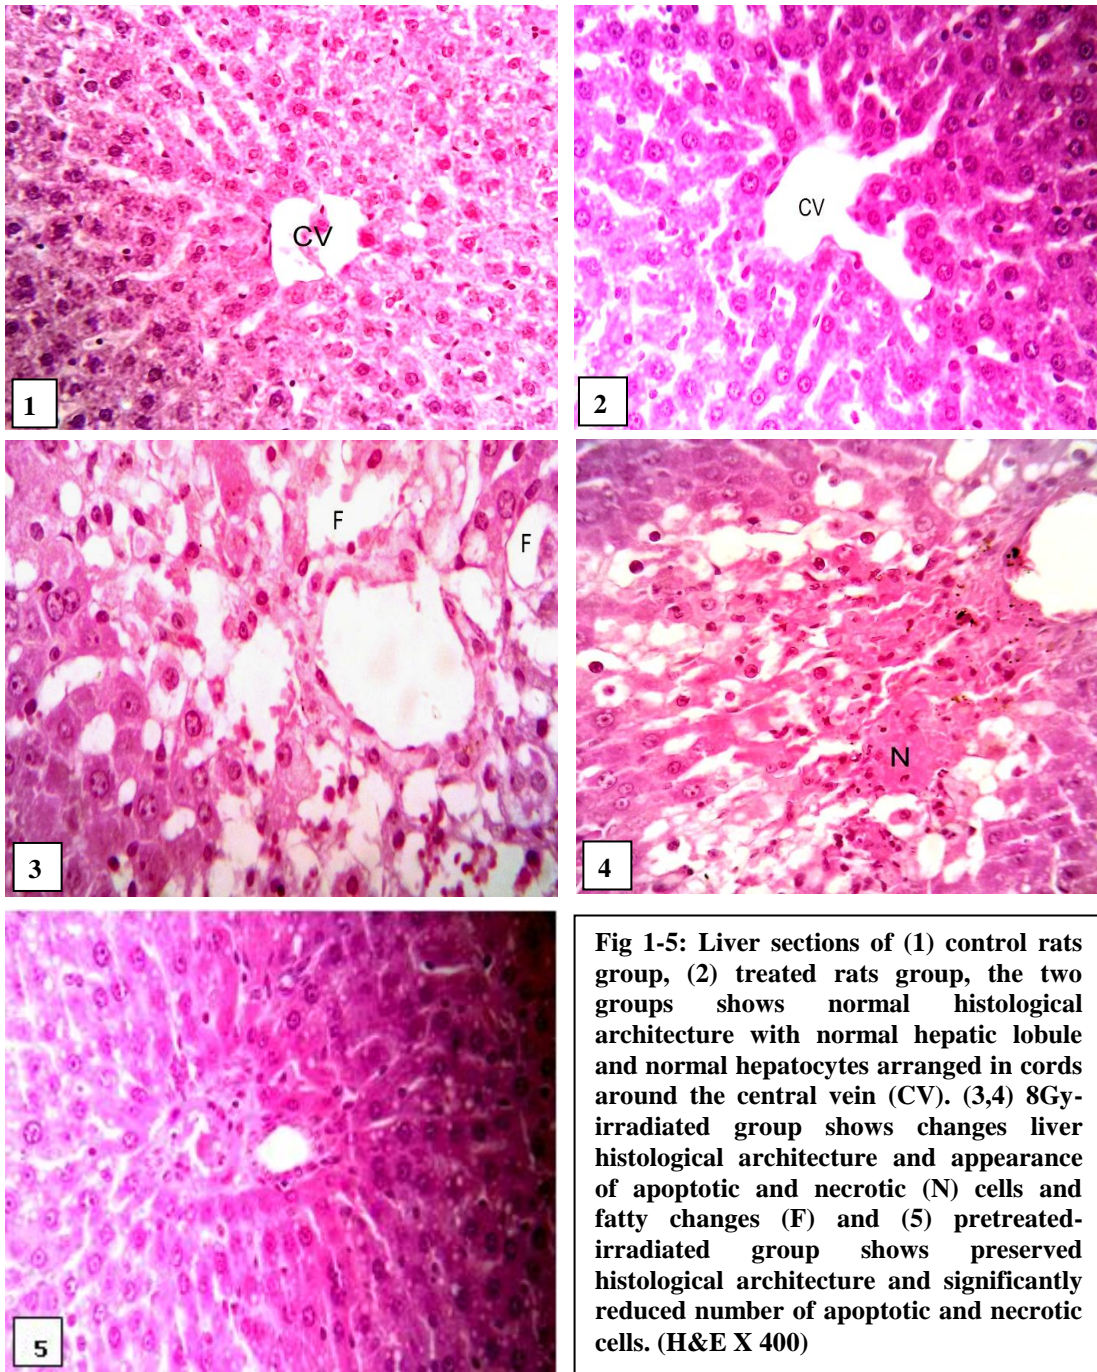 CV
1
CV
2
F
F
3
N
4
5
Fig 1-5: Liver sections of (1) control rats
group, (2) treated rats group, the two
groups shows normal histological
architecture with normal hepatic lobule
and normal hepatocytes arranged in cords
around the central vein (CV). (3,4) 8Gy-
irradiated group shows changes liver
histological architecture and appearance
of apoptotic and necrotic (N) cells and
fatty changes (F) and (5) pretreated-
irradiated group shows preserved
histological architecture and significantly
reduced number of apoptotic and necrotic
cells. (H&E X 400)